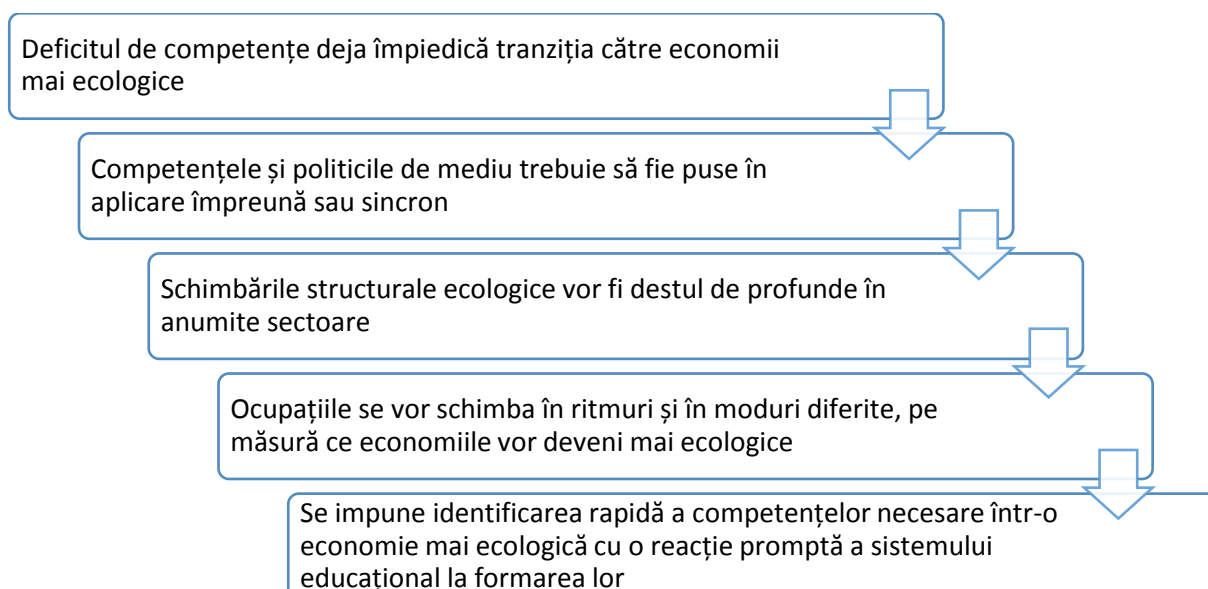 Deficitul de competențe deja împiedică tranziția către economii
mai ecologice
Competențele și politicile de mediu trebuie să fie puse în
aplicare împreună sau sincron
Schimbările structurale ecologice vor fi destul de profunde în
anumite sectoare
Ocupațiile se vor schimba în ritmuri și în moduri diferite, pe
măsură ce economiile vor deveni mai ecologice
Se impune identificarea rapidă a competențelor necesare într-o
economie mai ecologică cu o reacție promptă a sistemului
educațional la formarea lor